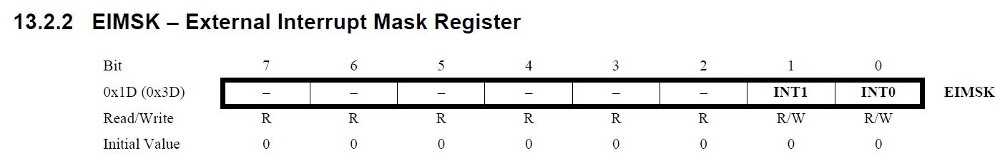 13.2.2 EIMSK – External Interrupt Mask Register
Bit 7 6 5 4 3 2 1 0
0x1D (0x3D) – – – – – – INT1 INT0 EIMSK
Read/Write R R R R R R R/W R/W
Initial Value 0 0 0 0 0 0 0 0